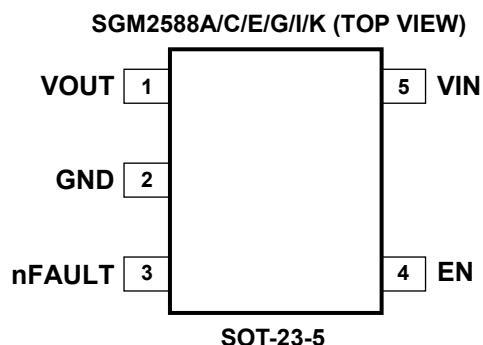 SGM2588A/C/E/G/I/K (TOP VIEW)
VOUT 1 5 VIN
GND 2
nFAULT 3 4 EN
SOT-23-5